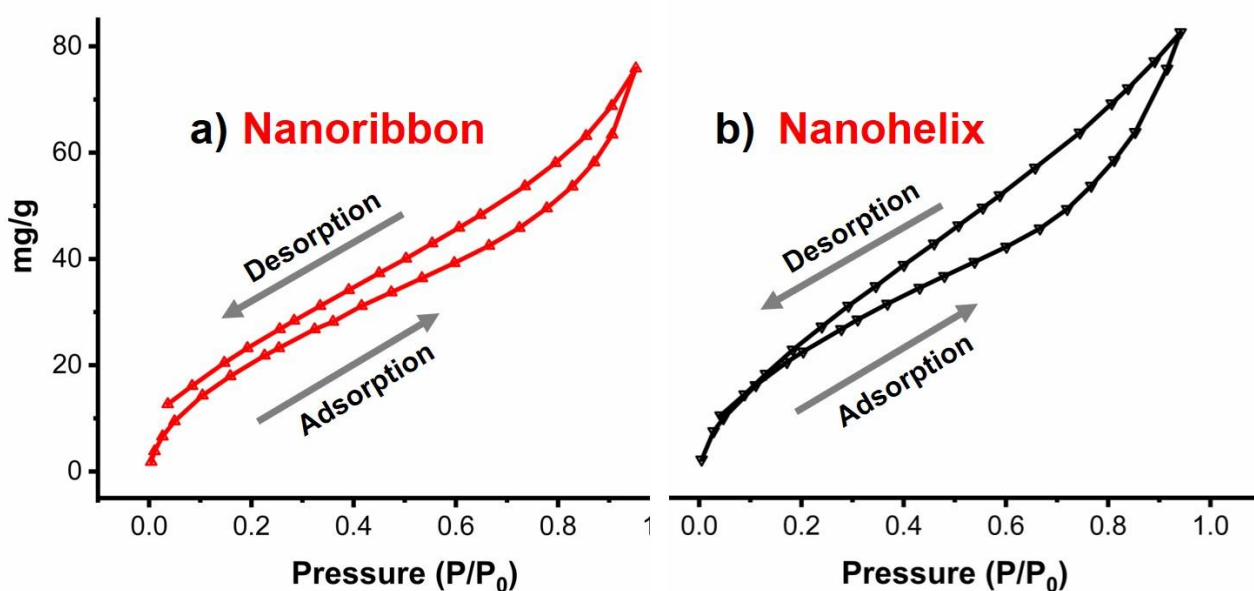 a) Nanoribbon
mg/g
80
60
40
20
0
Desorption
Adsorption
0.0
0.2
0.4
0.6
0.8
1
Pressure (P/P₀)
b) Nanohelix
Desorption
Adsorption
0.0
0.2
0.4
0.6
0.8
1.0
Pressure (P/P₀)